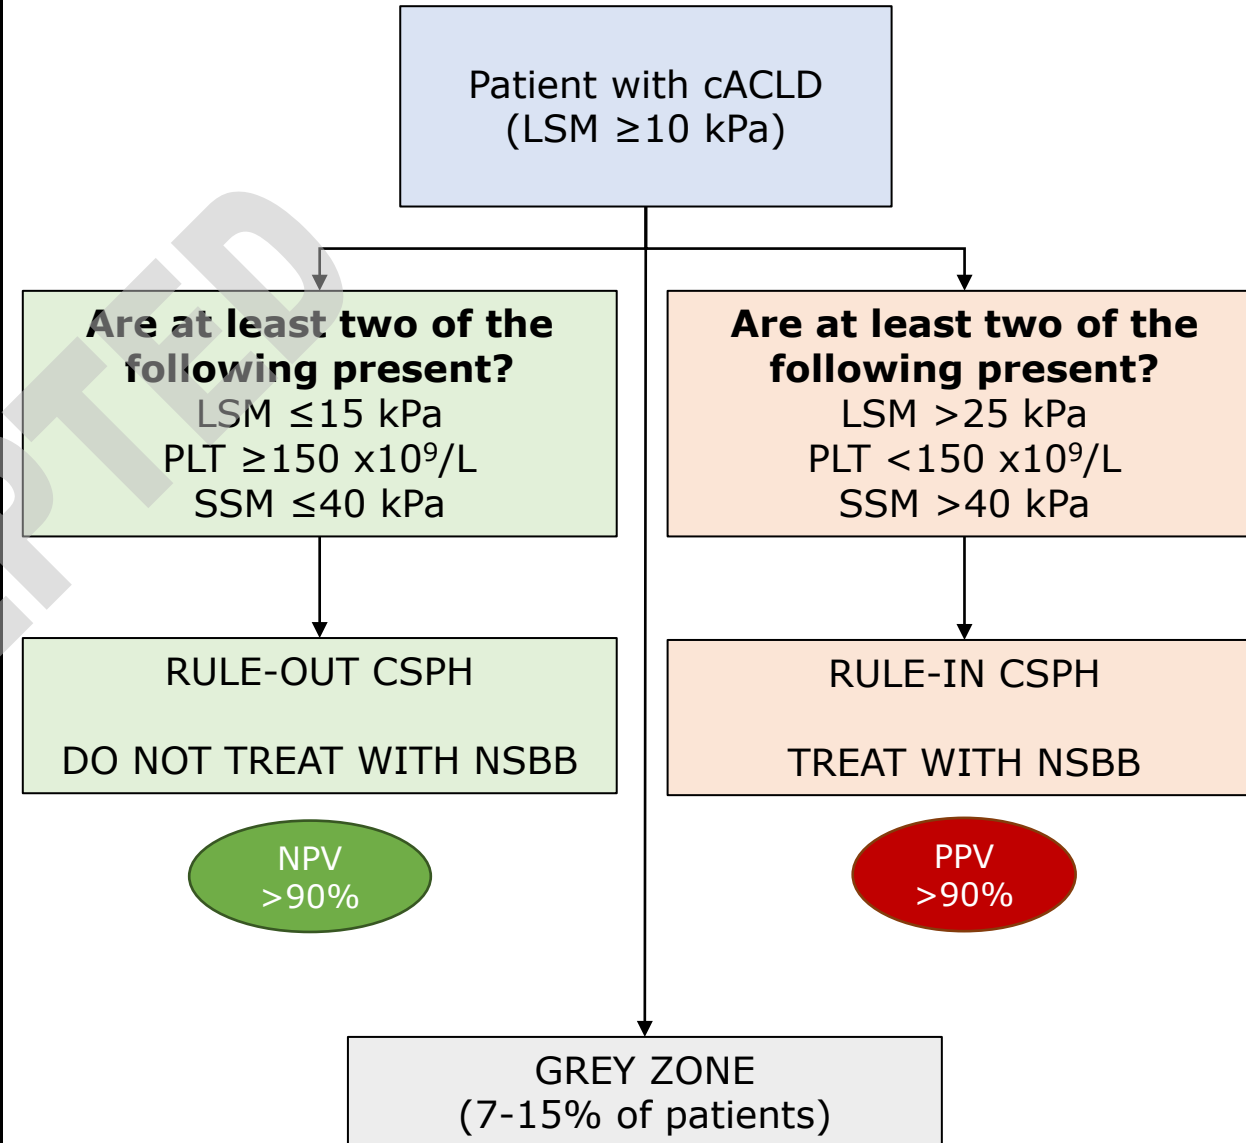 Patient with cACLD
(LSM ≥10 kPa)
Are at least two of the
following present?
LSM ≤15 kPa
PLT ≥150 x10⁹/L
SSM ≤40 kPa
Are at least two of the
following present?
LSM >25 kPa
PLT <150 x10⁹/L
SSM >40 kPa
RULE-OUT CSPH
DO NOT TREAT WITH NSBB
RULE-IN CSPH
TREAT WITH NSBB
NPV
>90%
PPV
>90%
GREY ZONE
(7-15% of patients)
EPTED